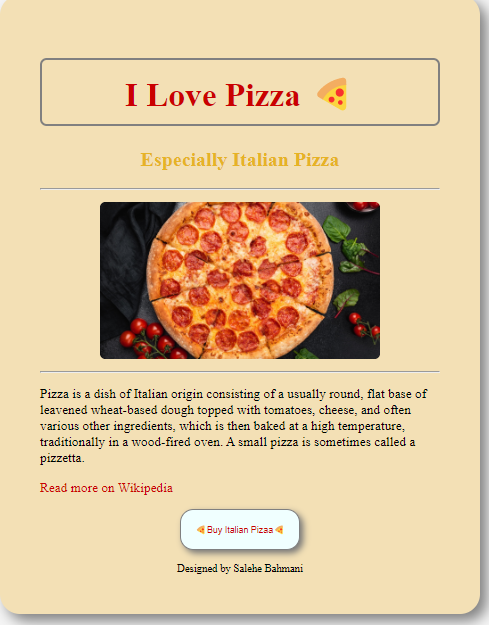 I Love Pizza 🍕
Especially Italian Pizza
Pizza is a dish of Italian origin consisting of a usually round, flat base of
leavened wheat-based dough topped with tomatoes, cheese, and often
various other ingredients, which is then baked at a high temperature,
traditionally in a wood-fired oven. A small pizza is sometimes called a
pizzetta.
Read more on Wikipedia
🍕Buy Italian Pizaa🍕
Designed by Salehe Bahmani